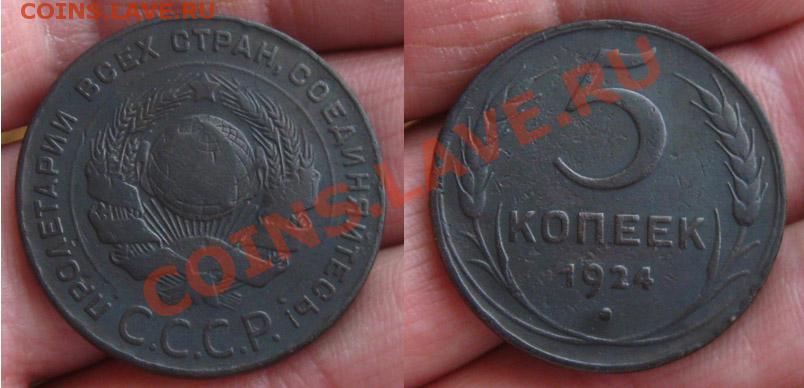 COINS.LAVE.RU
ПРОЛЕТАРИИ ВСЕХ СТРАН, СОЕДИНЯЙТЕСЬ!
С.С.С.Р.
5
КОПЕЕК
1924
COINS.LAVE.RU